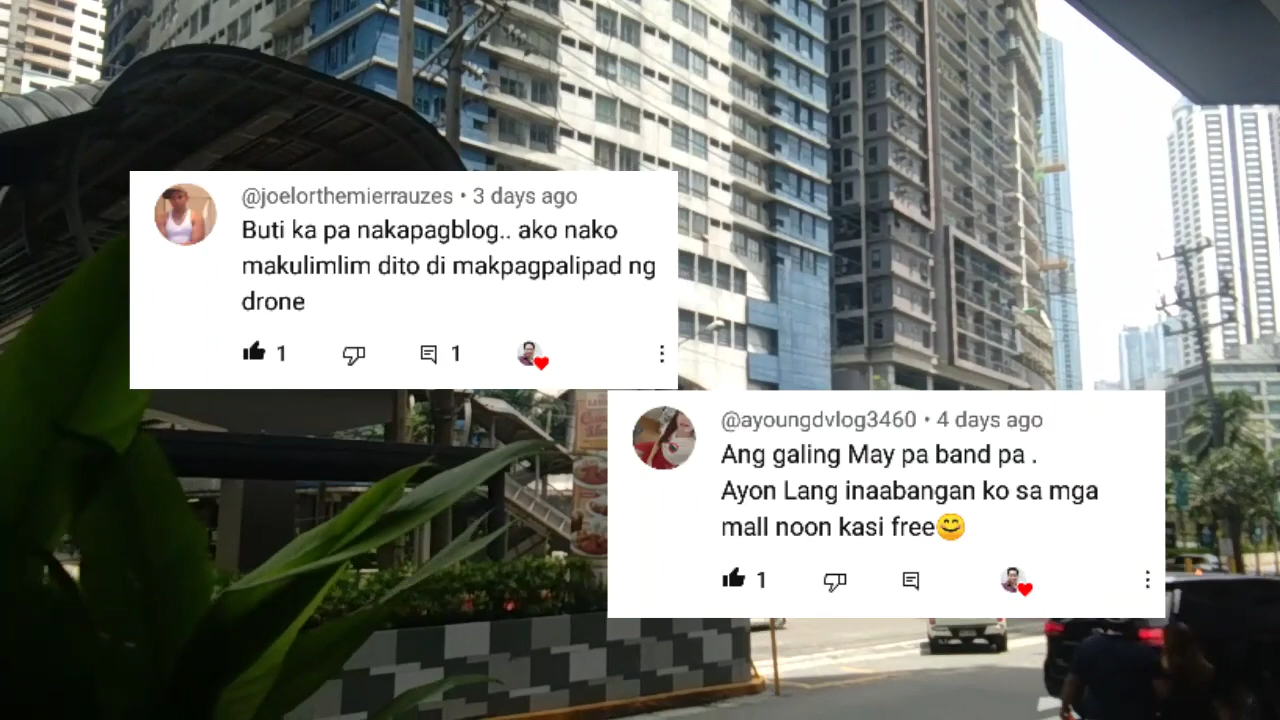 @joelorthemierrauzes • 3 days ago
Buti ka pa nakapagblog.. ako nako
makulimlim dito di makpagpalipad ng
drone
1 1
@ayoungdvlog3460 • 4 days ago
Ang galing May pa band pa .
Ayon Lang inaabangan ko sa mga
mall noon kasi free😊
1